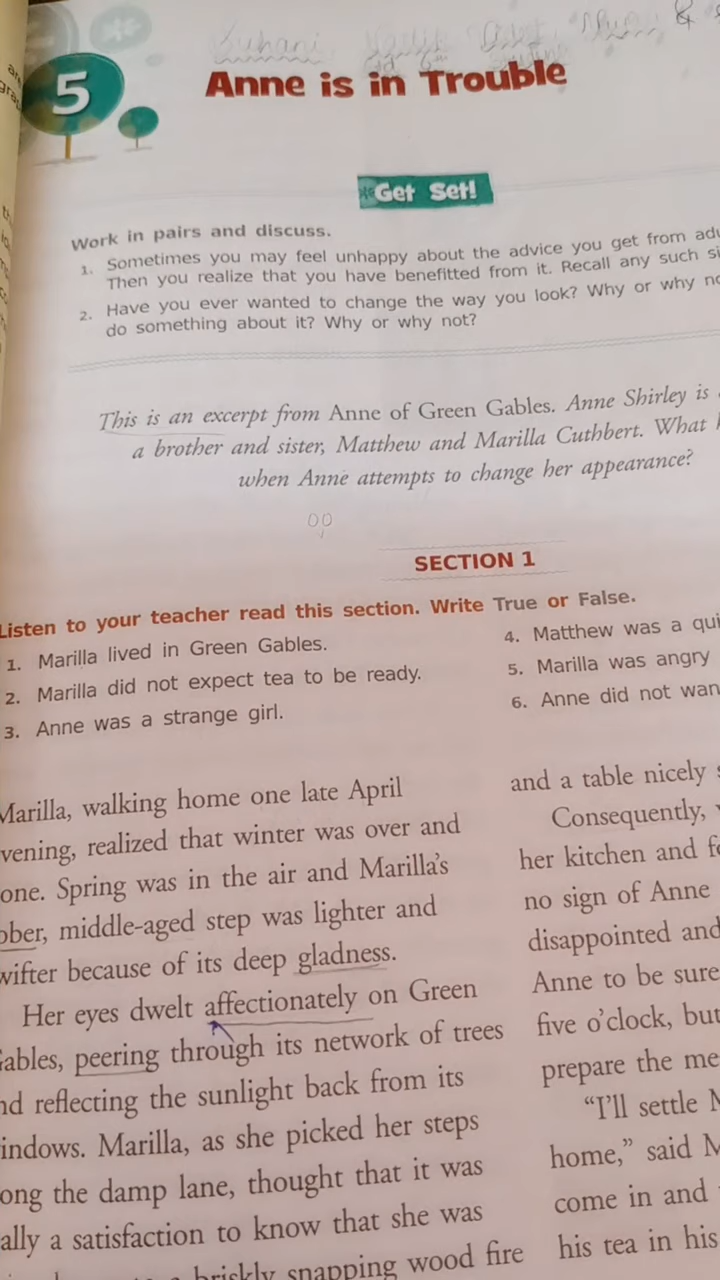 5
Anne is in Trouble
Get Set!
Work in pairs and discuss.
1. Sometimes you may feel unhappy about the advice you get from
Then you realize that you have benefitted from it. Recall any such
2. Have you ever wanted to change the way you look? Why or why
do something about it? Why or why not?
This is an excerpt from Anne of Green Gables. Anne Shirley is
a brother and sister, Matthew and Marilla Cuthbert. What
when Anne attempts to change her appearance?
SECTION 1
Listen to your teacher read this section. Write True or False.
1. Marilla lived in Green Gables.
2. Marilla did not expect tea to be ready.
3. Anne was a strange girl.
4. Matthew was a
5. Marilla was angry
6. Anne did not
Marilla, walking home one late April
vening, realized that winter was over and
one. Spring was in the air and Marilla's
ober, middle-aged step was lighter and
wifter because of its deep gladness.
Her eyes dwelt affectionately on Green
ables, peering through its network of trees
nd reflecting the sunlight back from its
indows. Marilla, as she picked her steps
ong the damp lane, thought that it was
ally a satisfaction to know that she was
briskly snapping wood fire
and a table nicely
Consequently,
her kitchen and
no sign of Anne
disappointed and
Anne to be sure
five o'clock, but
prepare the
"I'll settle
home," said
come in and
his tea in his